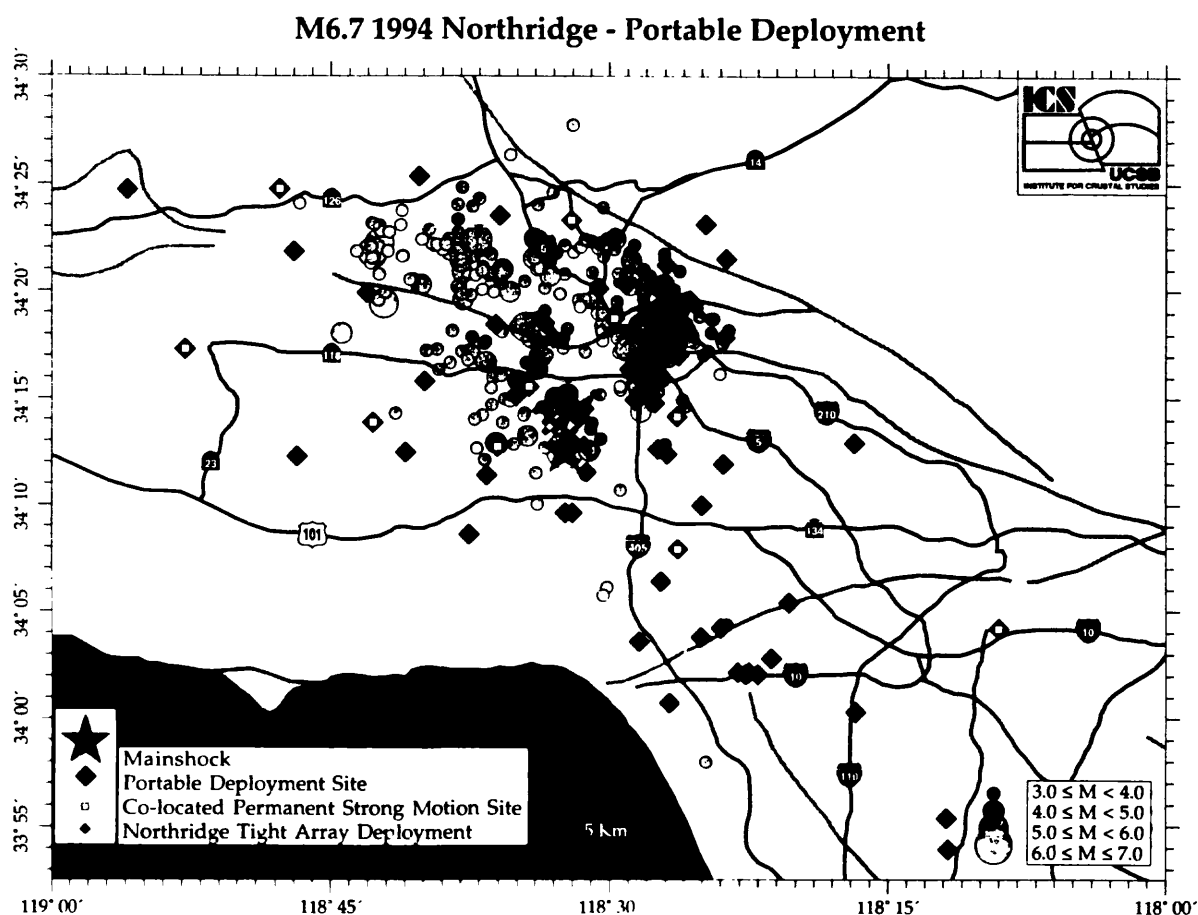 M6.7 1994 Northridge - Portable Deployment
34° 30′
34° 25′
34° 20′
34° 15′
34° 10′
34° 05′
34° 00′
33° 55′
ICS
UCSB
INSTITUTE FOR CRUSTAL STUDIES
14
126
210
5
23
101
134
405
10
10
110
Mainshock
Portable Deployment Site
Co-located Permanent Strong Motion Site
Northridge Tight Array Deployment
5 Km
3.0 ≤ M < 4.0
4.0 ≤ M < 5.0
5.0 ≤ M < 6.0
6.0 ≤ M ≤ 7.0
119° 00′
118° 45′
118° 30′
118° 15′
118° 00′